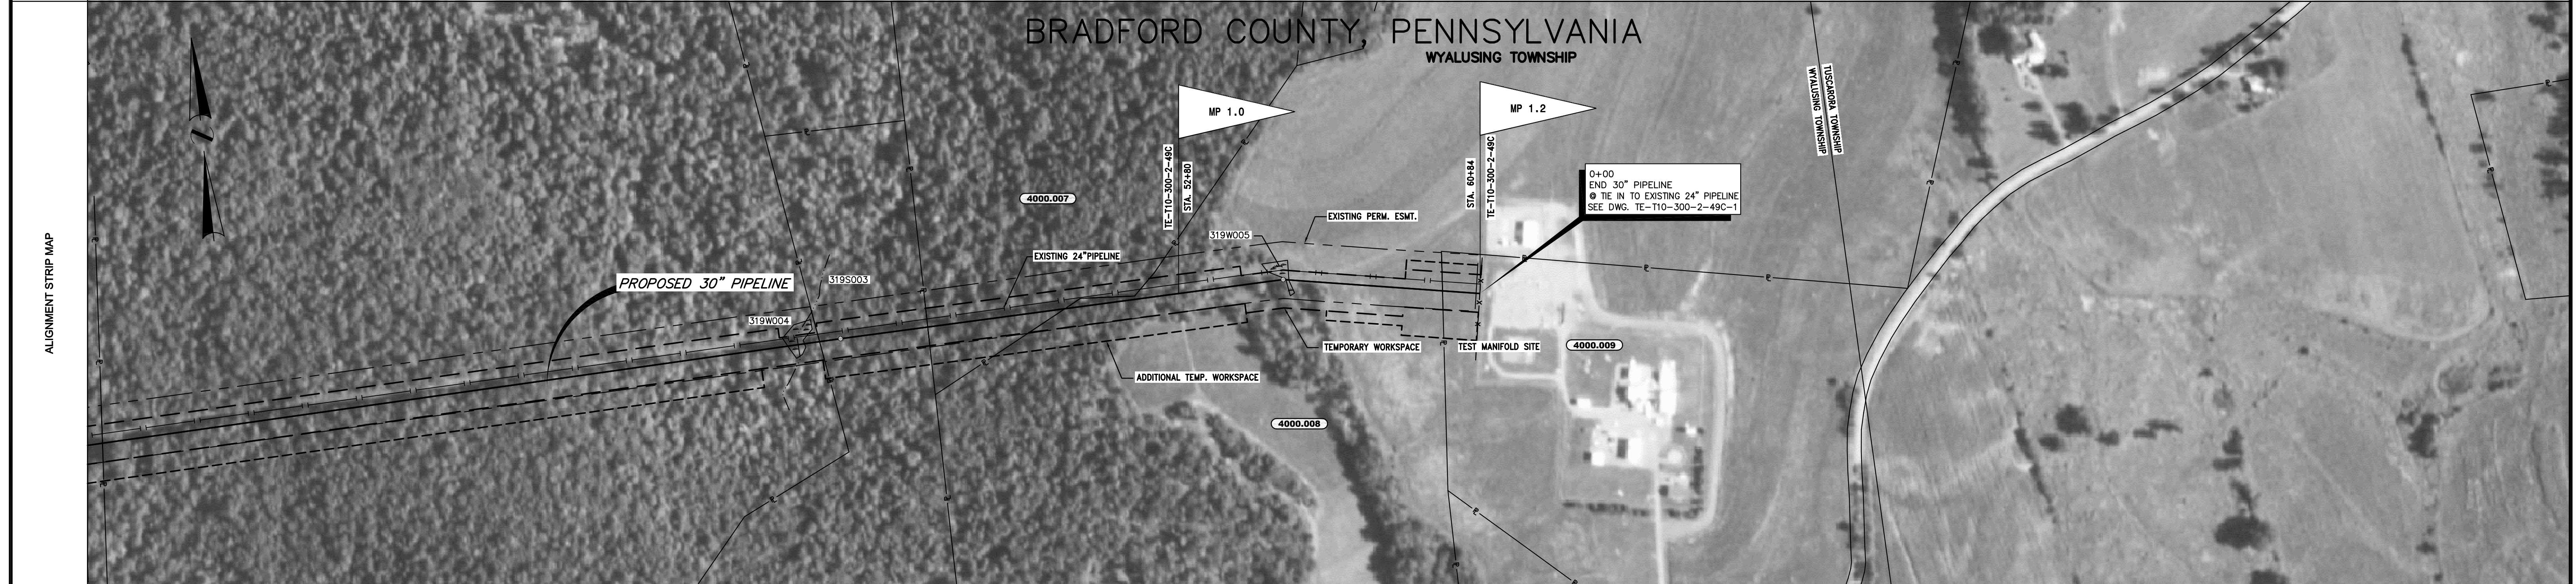 BRADFORD COUNTY, PENNSYLVANIA
WYALUSING TOWNSHIP
ALIGNMENT STRIP MAP
MP 1.0
TE-T10-300-2-49C
STA. 52+80
MP 1.2
STA. 60+84
TE-T10-300-2-49C
WYALUSING TOWNSHIP
TUSCARORA TOWNSHIP
0+00
END 30" PIPELINE
@ TIE IN TO EXISTING 24" PIPELINE
SEE DWG. TE-T10-300-2-49C-1
4000.007
EXISTING PERM. ESMT.
319W005
EXISTING 24"PIPELINE
PROPOSED 30" PIPELINE
319S003
319W004
TEMPORARY WORKSPACE
TEST MANIFOLD SITE
4000.009
ADDITIONAL TEMP. WORKSPACE
4000.008